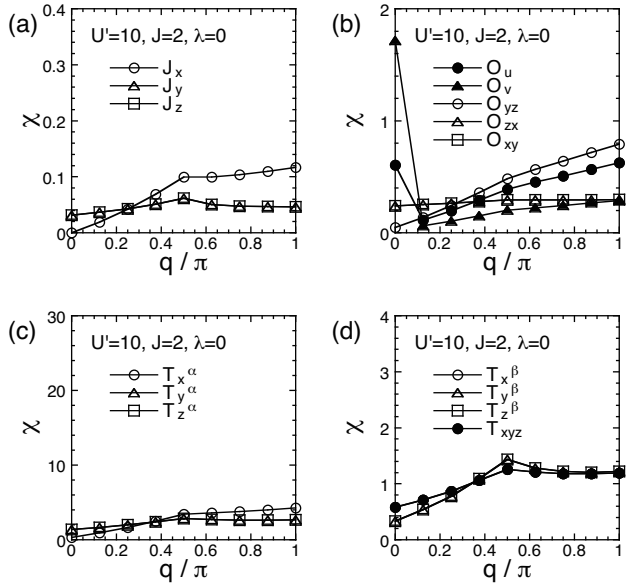 (a)
U'=10, J=2, λ=0
J x
J y
J z
χ
0.4
0.3
0.2
0.1
0
0 0.2 0.4 0.6 0.8 1
q / π
(b)
U'=10, J=2, λ=0
O u
O v
O yz
O zx
O xy
χ
2
1
0
0 0.2 0.4 0.6 0.8 1
q / π
(c)
U'=10, J=2, λ=0
T x α
T y α
T z α
χ
30
20
10
0
0 0.2 0.4 0.6 0.8 1
q / π
(d)
U'=10, J=2, λ=0
T x β
T y β
T z β
T xyz
χ
4
3
2
1
0
0 0.2 0.4 0.6 0.8 1
q / π